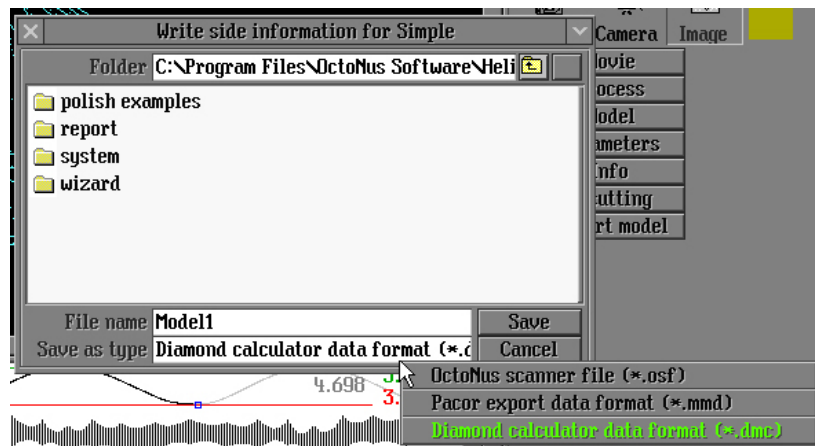 Write side information for Simple
Camera Image
Folder C:\Program Files\OctoNus Software\Heli
polish examples
report
system
wizard
ovie
ocess
odel
ameters
nfo
utting
rt model
File name Model1 Save
Save as type Diamond calculator data format (*.d Cancel
4.698
3.
OctoNus scanner file (*.osf)
Pacor export data format (*.mmd)
Diamond calculator data format (*.dmc)